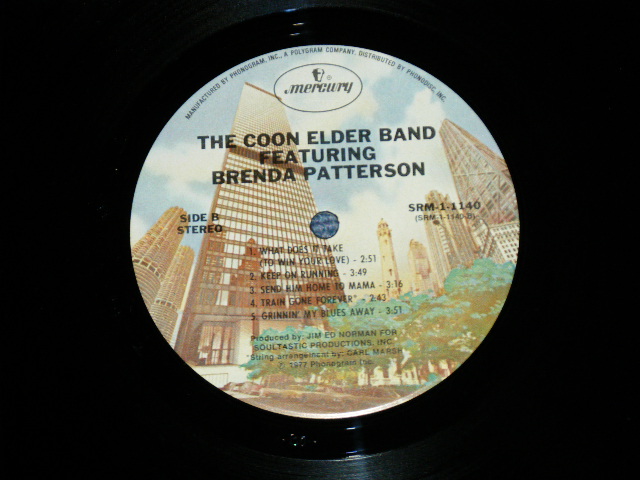 MANUFACTURED BY PHONOGRAM, INC., A POLYGRAM COMPANY, DISTRIBUTED BY PHONODISC, INC.
mercury
THE COON ELDER BAND
FEATURING
BRENDA PATTERSON
SIDE B
STEREO
SRM-1-1140
(SRM-1-1140-B)
1. WHAT DOES IT TAKE
(TO WIN YOUR LOVE) - 2:51
2. KEEP ON RUNNING - 3:49
3. SEND HIM HOME TO MAMA - 3:16
4. TRAIN GONE FOREVER* - 2:43
5. GRINNIN' MY BLUES AWAY - 3:51
Produced by: JIM ED NORMAN FOR
SOULTASTIC PRODUCTIONS, INC.
*String arrangement by: CARL MARSH
℗ 1977 Phonogram Inc.